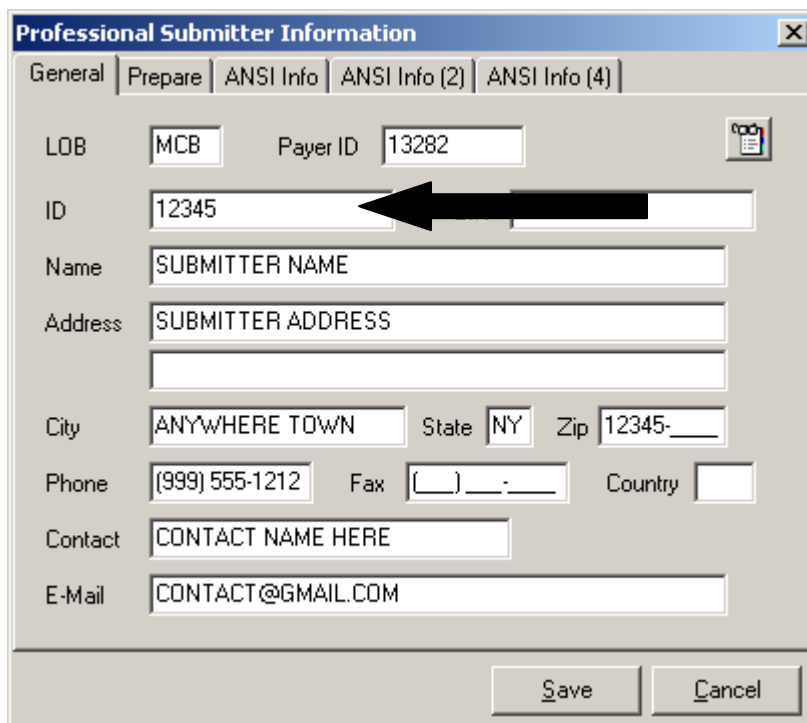 Professional Submitter Information
General Prepare ANSI Info ANSI Info (2) ANSI Info (4)
LOB MCB Payer ID 13282
ID 12345
Name SUBMITTER NAME
Address SUBMITTER ADDRESS
City ANYWHERE TOWN State NY Zip 12345-____
Phone (999) 555-1212 Fax (___) ___-____ Country
Contact CONTACT NAME HERE
E-Mail CONTACT@GMAIL.COM
Save Cancel